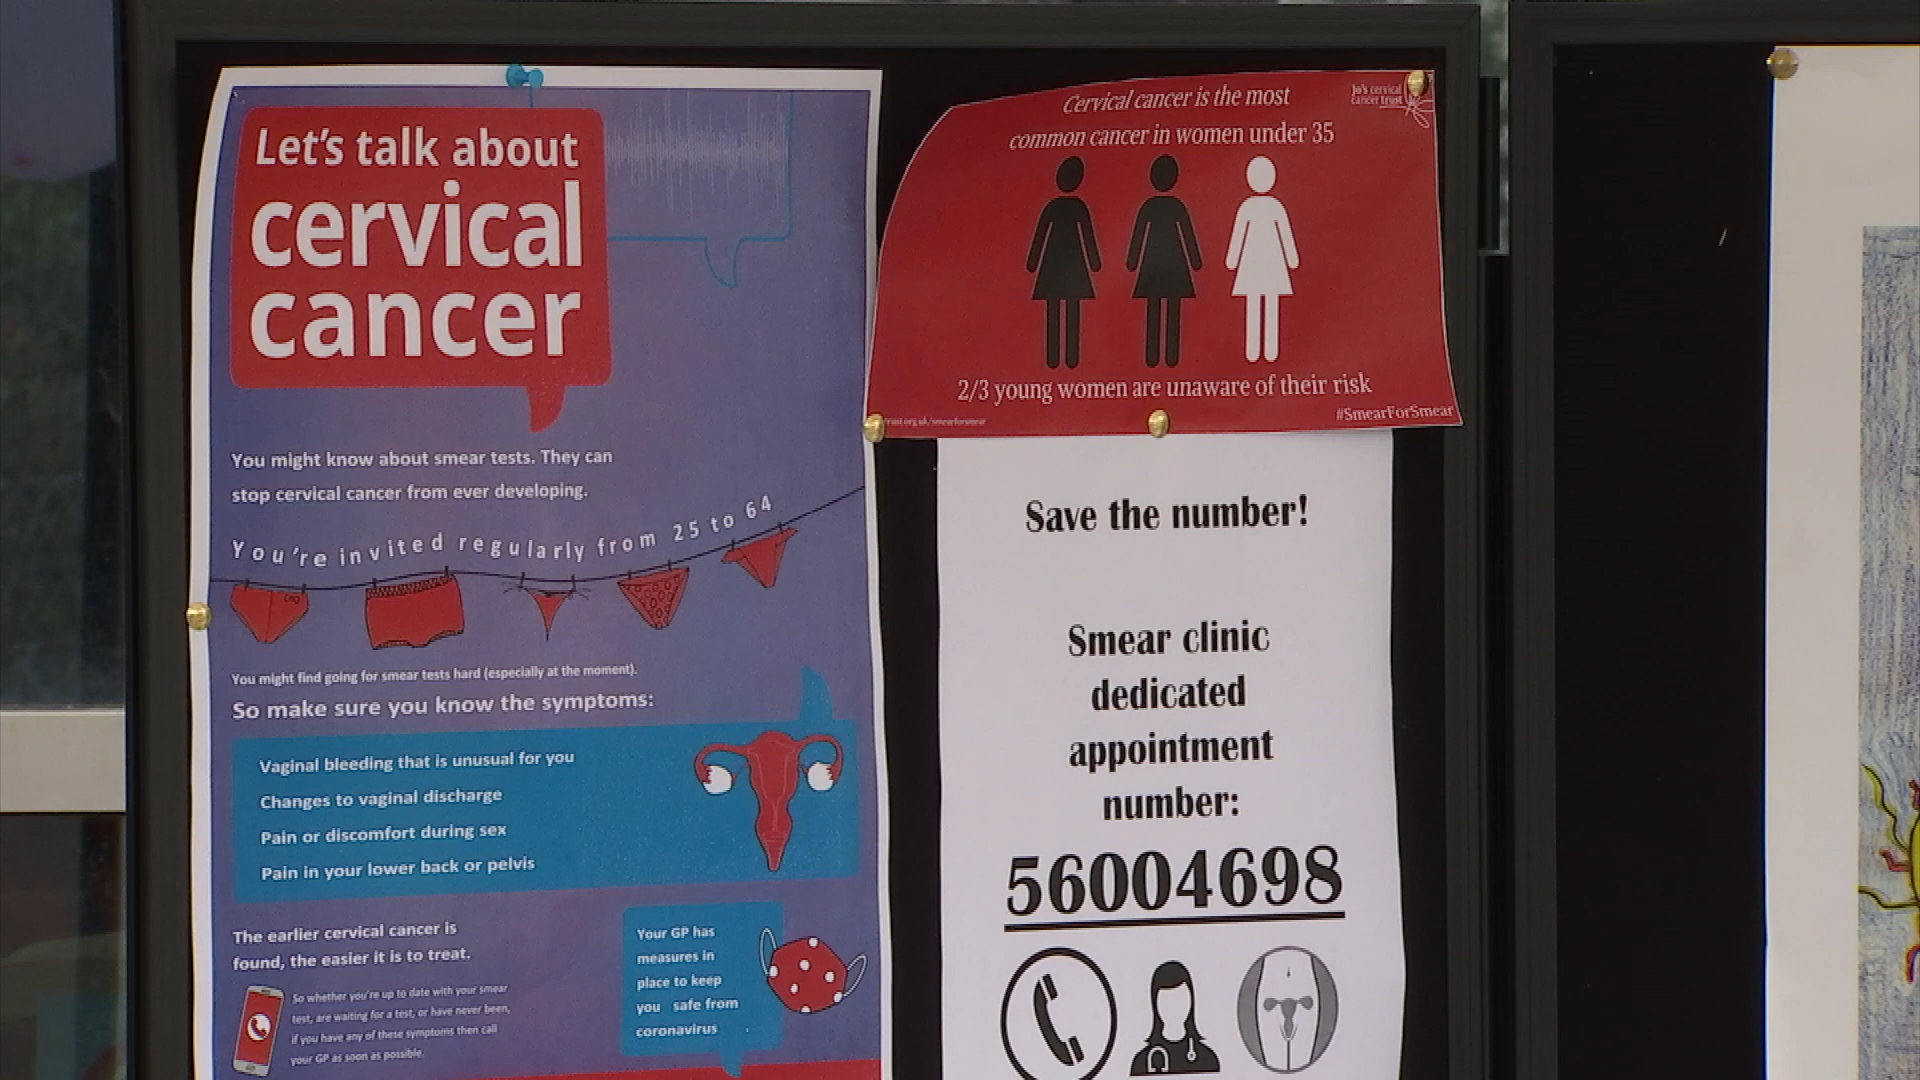 Let's talk about
cervical
cancer
You might know about smear tests. They can
stop cervical cancer from ever developing.
You're invited regularly from 25 to 64
You might find going for smear tests hard (especially at the moment).
So make sure you know the symptoms:
Vaginal bleeding that is unusual for you
Changes to vaginal discharge
Pain or discomfort during sex
Pain in your lower back or pelvis
The earlier cervical cancer is
found, the easier it is to treat.
So whether you're up to date with your smear
test, are waiting for a test, or have never been,
if you have any of these symptoms then call
your GP as soon as possible.
Your GP has
measures in
place to keep
you safe from
coronavirus
Cervical cancer is the most
common cancer in women under 35
Jo's cervical
cancer trust
2/3 young women are unaware of their risk
#SmearForSmear
Save the number!
Smear clinic
dedicated
appointment
number:
56004698